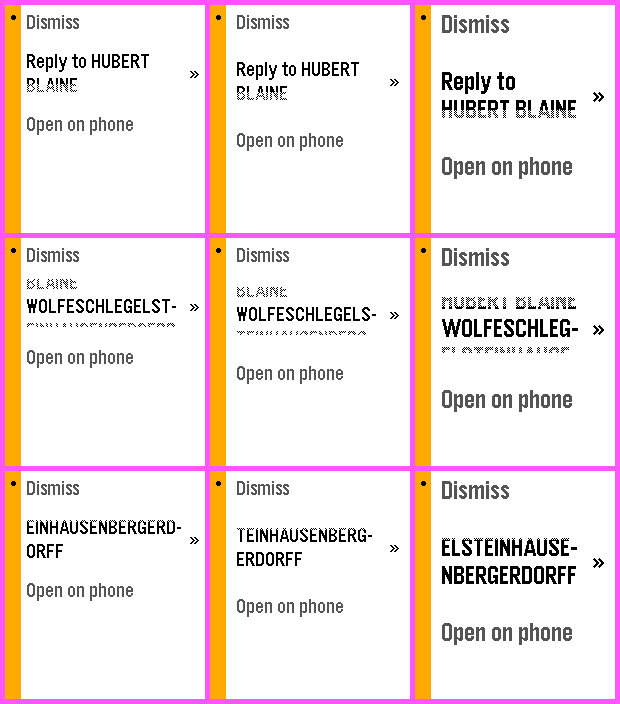 Dismiss
Reply to HUBERT
BLAINE
»
Open on phone
Dismiss
Reply to HUBERT
BLAINE
»
Open on phone
Dismiss
Reply to
HUBERT BLAINE
»
Open on phone
Dismiss
BLAINE
WOLFESCHLEGELST-
»
Open on phone
Dismiss
BLAINE
WOLFESCHLEGELS-
»
Open on phone
Dismiss
HUBERT BLAINE
WOLFESCHLEG-
»
Open on phone
Dismiss
EINHAUSENBERGERD-
ORFF
»
Open on phone
Dismiss
TEINHAUSENBERG-
ERDORFF
»
Open on phone
Dismiss
ELSTEINHAUSE-
NBERGERDORFF
»
Open on phone